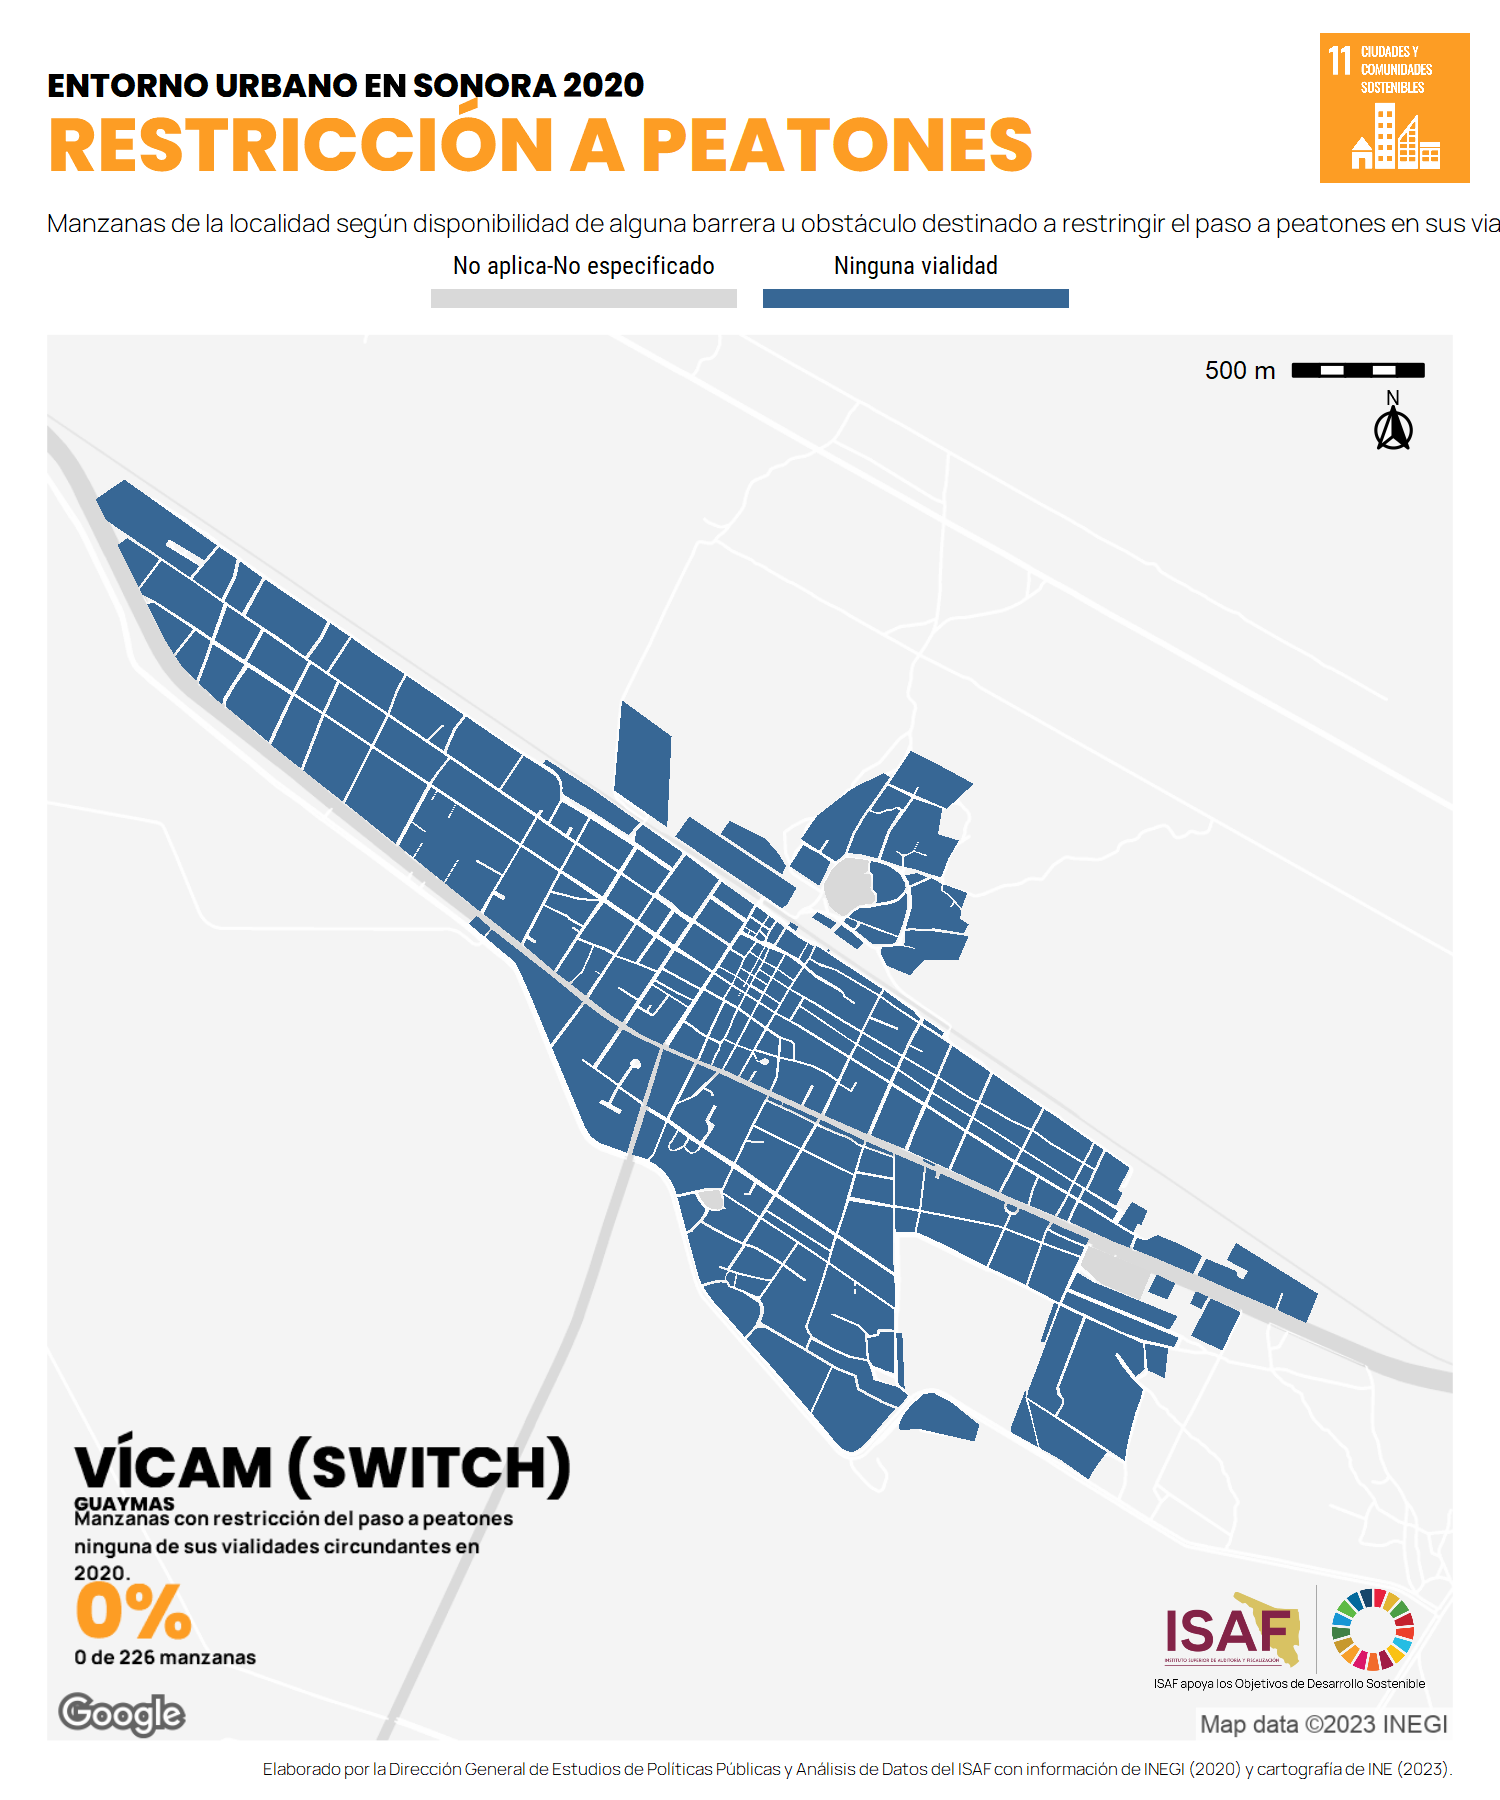 ENTORNO URBANO EN SONORA 2020
RESTRICCIÓN A PEATONES
11 CIUDADES Y
COMUNIDADES
SOSTENIBLES
Manzanas de la localidad según disponibilidad de alguna barrera u obstáculo destinado a restringir el paso a peatones en sus via
No aplica-No especificado
Ninguna vialidad
500 m
N
VÍCAM (SWITCH)
GUAYMAS
Manzanas con restricción del paso a peatones
ninguna de sus vialidades circundantes en
2020.
0%
0 de 226 manzanas
Google
ISAF
INSTITUTO SUPERIOR DE AUDITORÍA Y FISCALIZACIÓN
ISAF apoya los Objetivos de Desarrollo Sostenible
Map data ©2023 INEGI
Elaborado por la Dirección General de Estudios de Políticas Públicas y Análisis de Datos del ISAF con información de INEGI (2020) y cartografía de INE (2023).